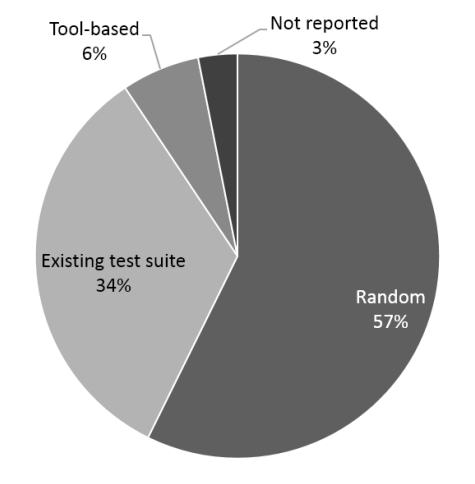 Tool-based
6%
Not reported
3%
Existing test suite
34%
Random
57%